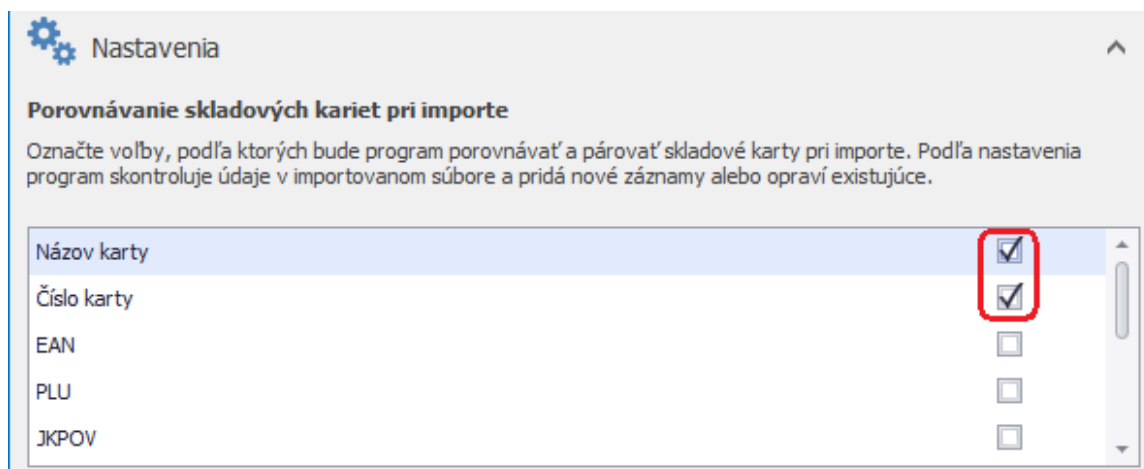 Nastavenia
Porovnávanie skladových kariet pri importe
Označte voľby, podľa ktorých bude program porovnávať a párovať skladové karty pri importe. Podľa nastavenia
program skontroluje údaje v importovanom súbore a pridá nové záznamy alebo opraví existujúce.
Názov karty
Číslo karty
EAN
PLU
JKPOV